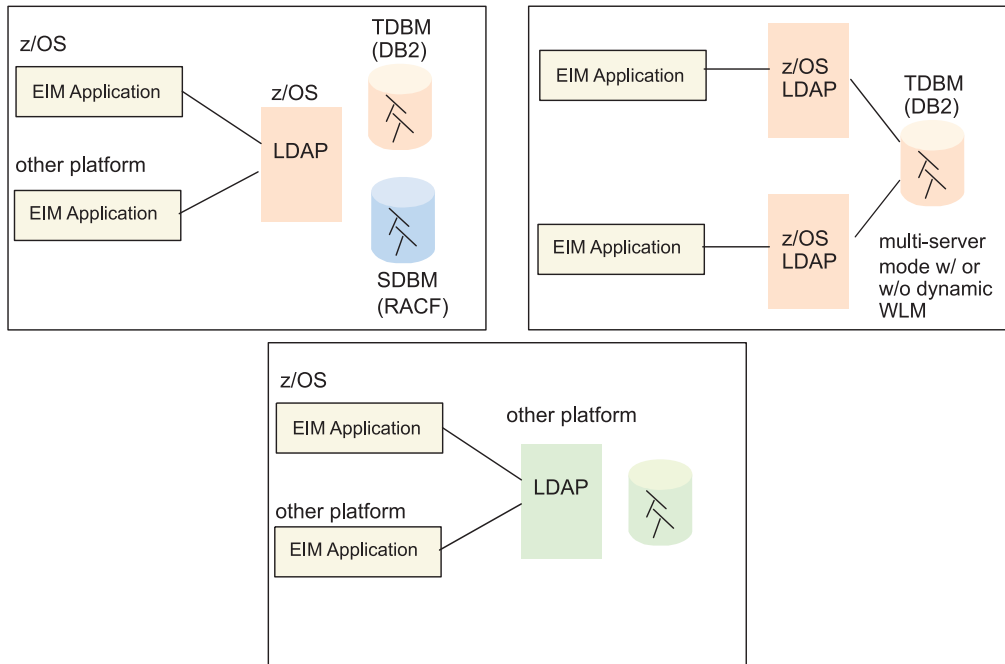 z/OS
EIM Application
other platform
EIM Application
z/OS
LDAP
TDBM
(DB2)
SDBM
(RACF)
EIM Application
EIM Application
z/OS
LDAP
z/OS
LDAP
TDBM
(DB2)
multi-server
mode w/ or
w/o dynamic
WLM
z/OS
EIM Application
other platform
EIM Application
other platform
LDAP